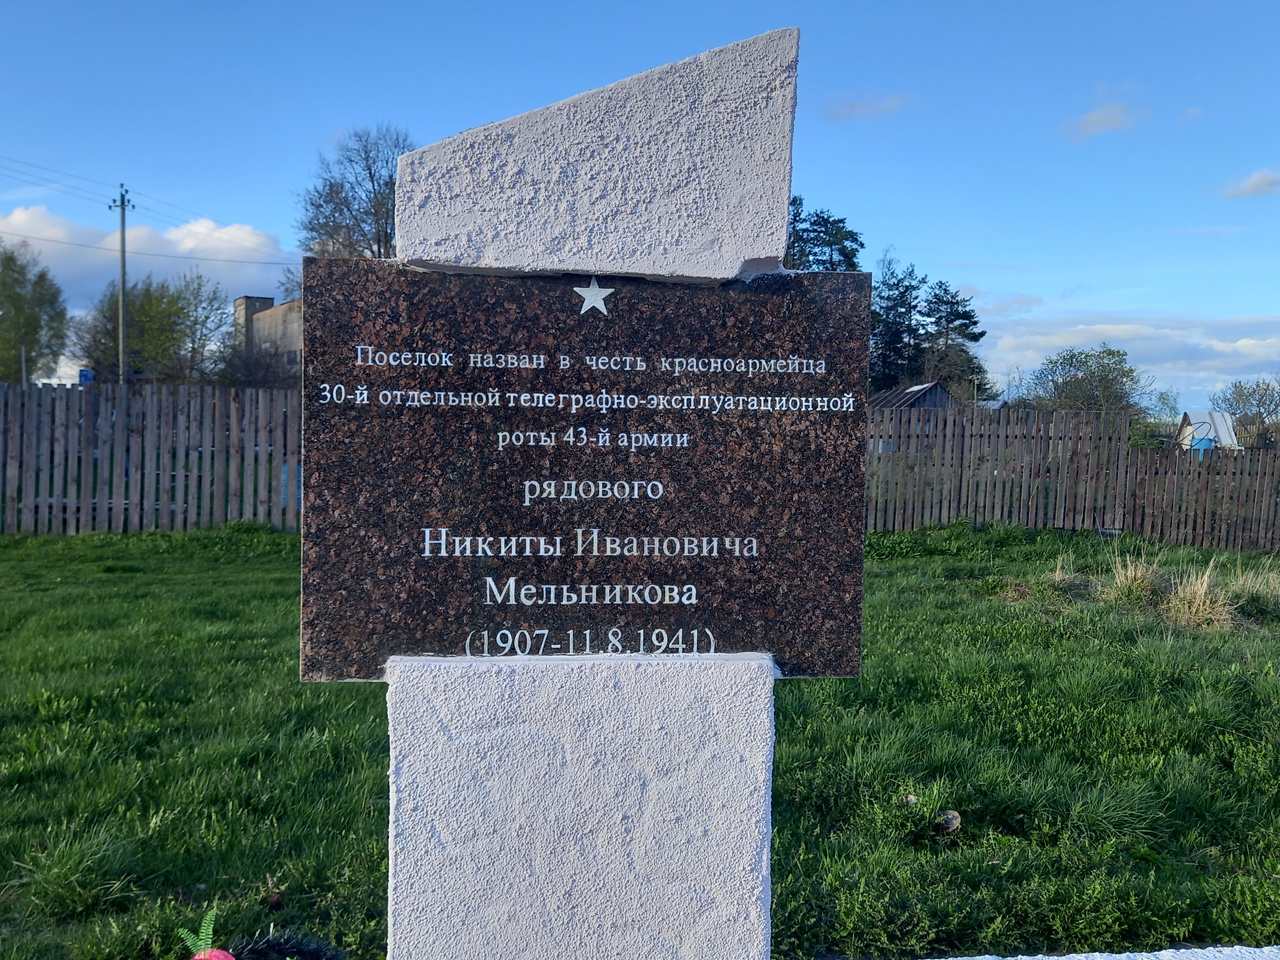 Поселок назван в честь красноармейца
30-й отдельной телеграфно-эксплуатационной
роты 43-й армии
рядового
Никиты Ивановича
Мельникова
(1907-11.8.1941)